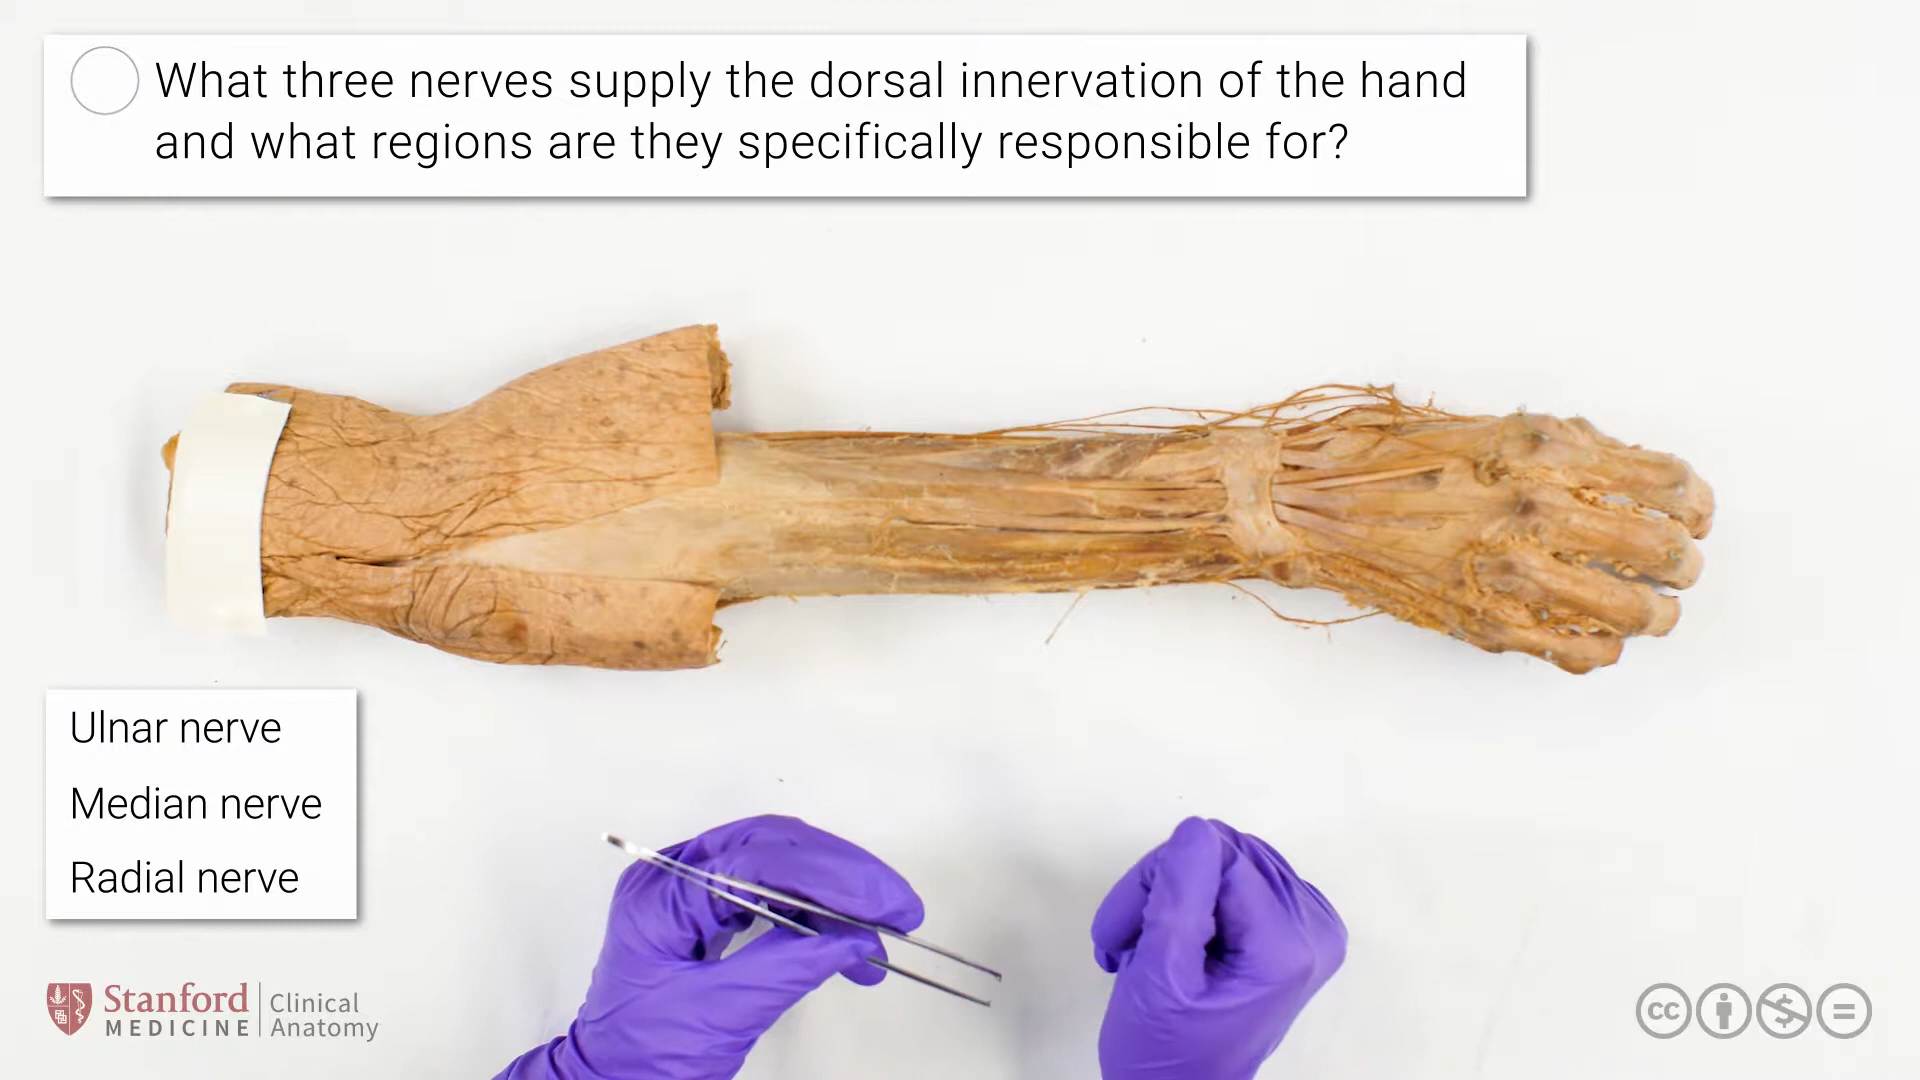 What three nerves supply the dorsal innervation of the hand
and what regions are they specifically responsible for?
Ulnar nerve
Median nerve
Radial nerve
Stanford
MEDICINE
Clinical
Anatomy
cc
$
=